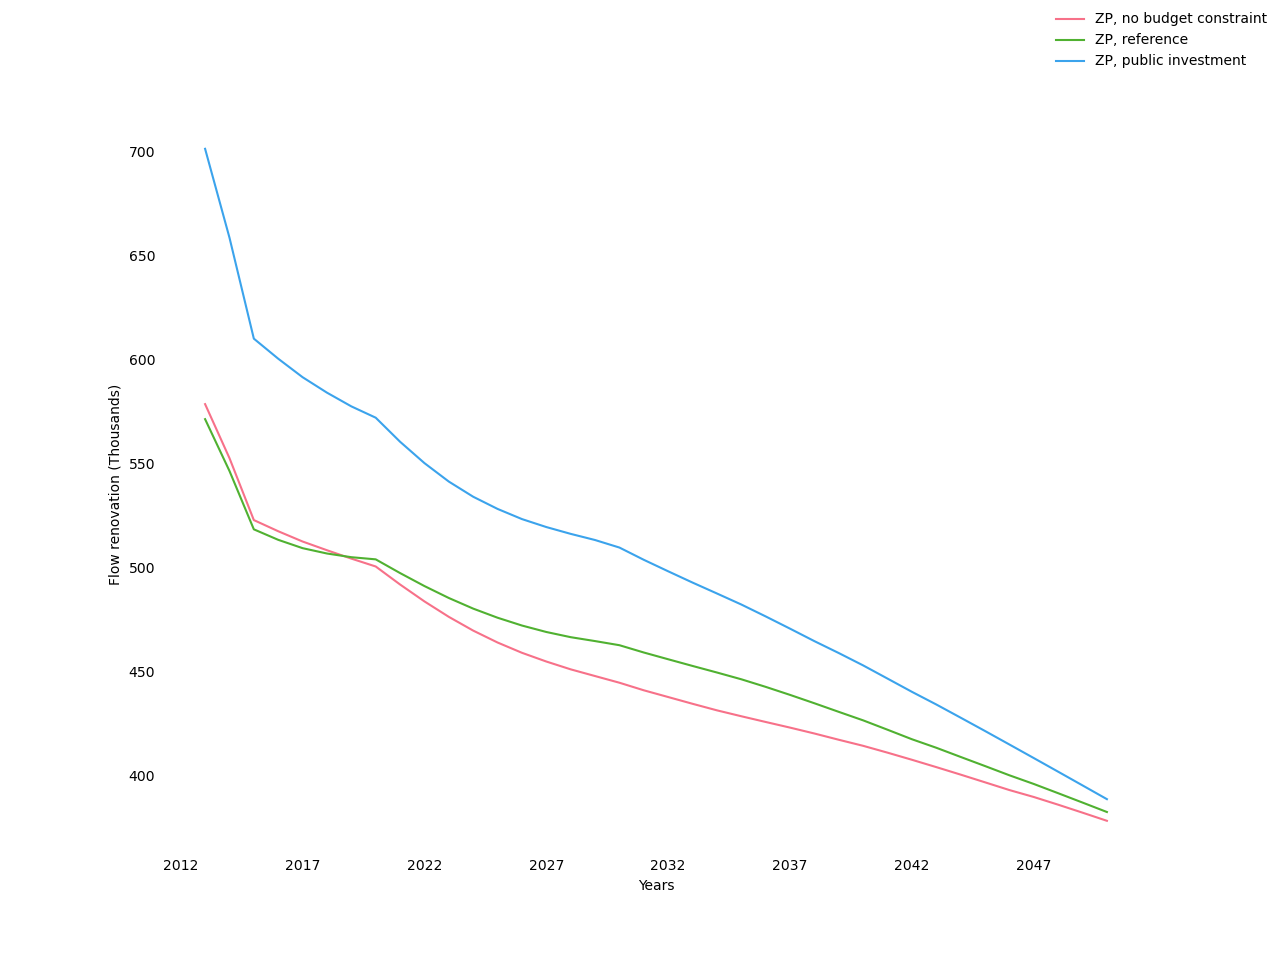 ZP, no budget constraint
ZP, reference
ZP, public investment
700
650
600
550
500
450
400
Flow renovation (Thousands)
2012 2017 2022 2027 2032 2037 2042 2047
Years